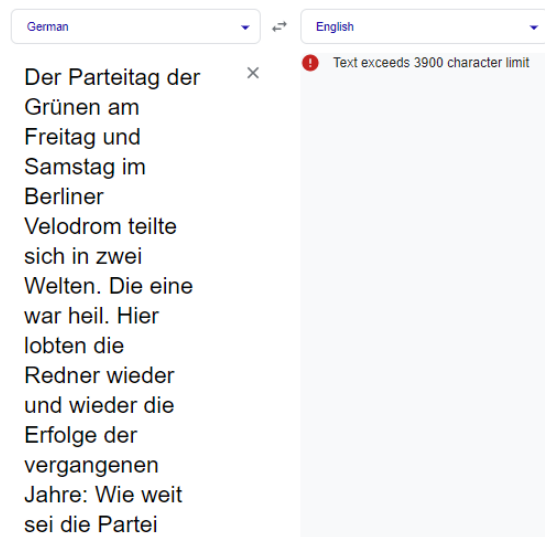 German
English
Text exceeds 3900 character limit
Der Parteitag der
Grünen am
Freitag und
Samstag im
Berliner
Velodrom teilte
sich in zwei
Welten. Die eine
war heil. Hier
lobten die
Redner wieder
und wieder die
Erfolge der
vergangenen
Jahre: Wie weit
sei die Partei